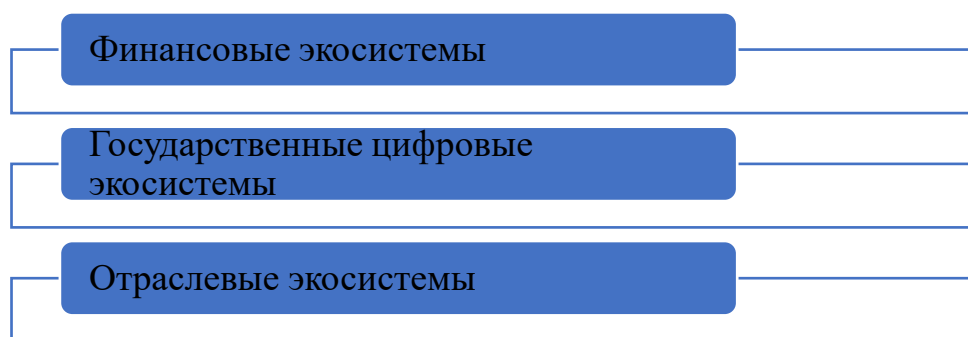 Финансовые экосистемы
Государственные цифровые
экосистемы
Отраслевые экосистемы